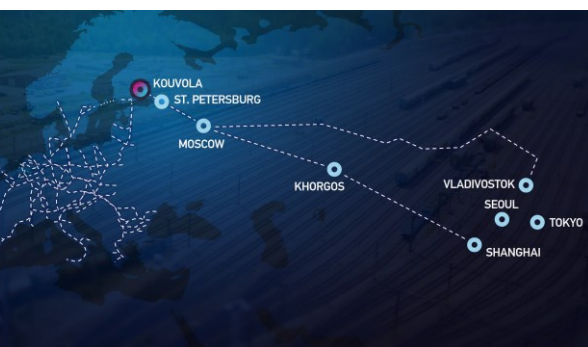 KOUVOLA
ST. PETERSBURG
MOSCOW
KHORGOS
VLADIVOSTOK
SEOUL
TOKYO
SHANGHAI